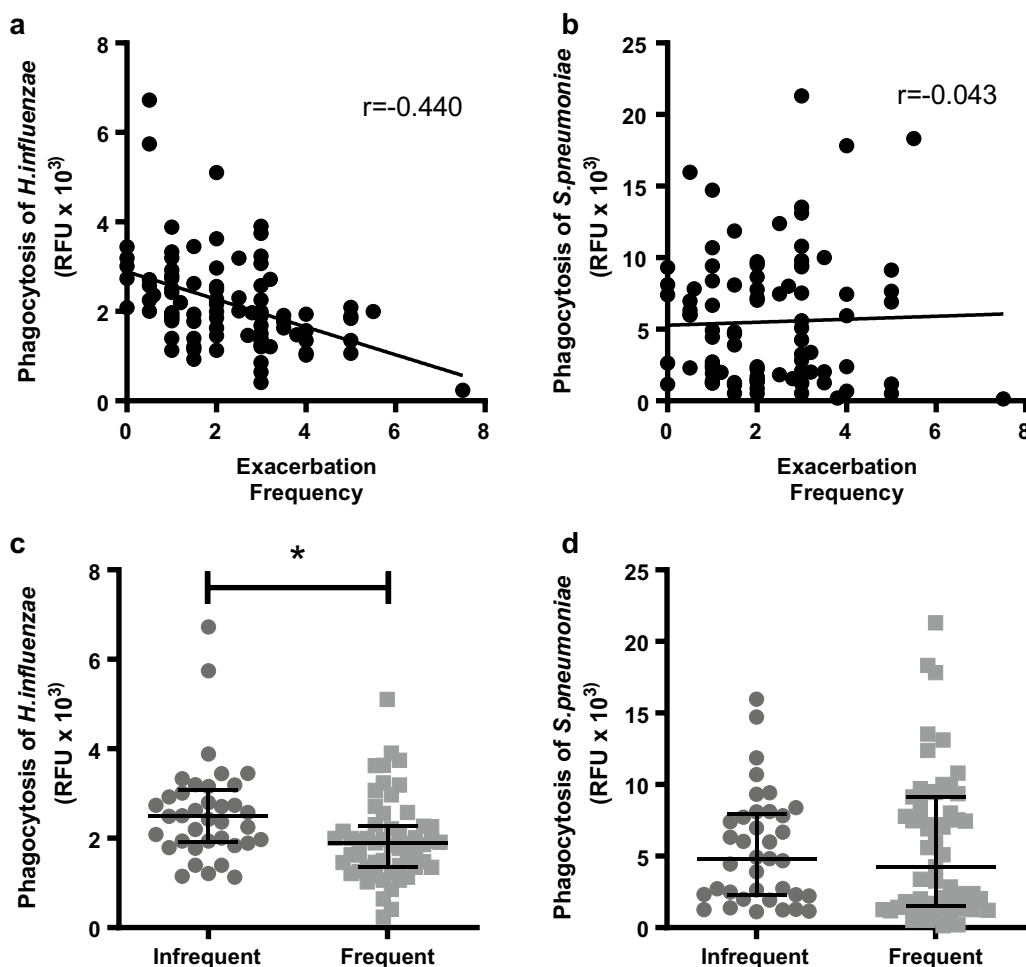 a
Phagocytosis of H.influenzae
(RFU x 10³)
8
6
4
2
0
r=-0.440
0 2 4 6 8
Exacerbation
Frequency
b
Phagocytosis of S.pneumoniae
(RFU x 10³)
25
20
15
10
5
0
r=-0.043
0 2 4 6 8
Exacerbation
Frequency
c
Phagocytosis of H.influenzae
(RFU x 10³)
8
6
4
2
0
*
Infrequent Frequent
d
Phagocytosis of S.pneumoniae
(RFU x 10³)
25
20
15
10
5
0
Infrequent Frequent